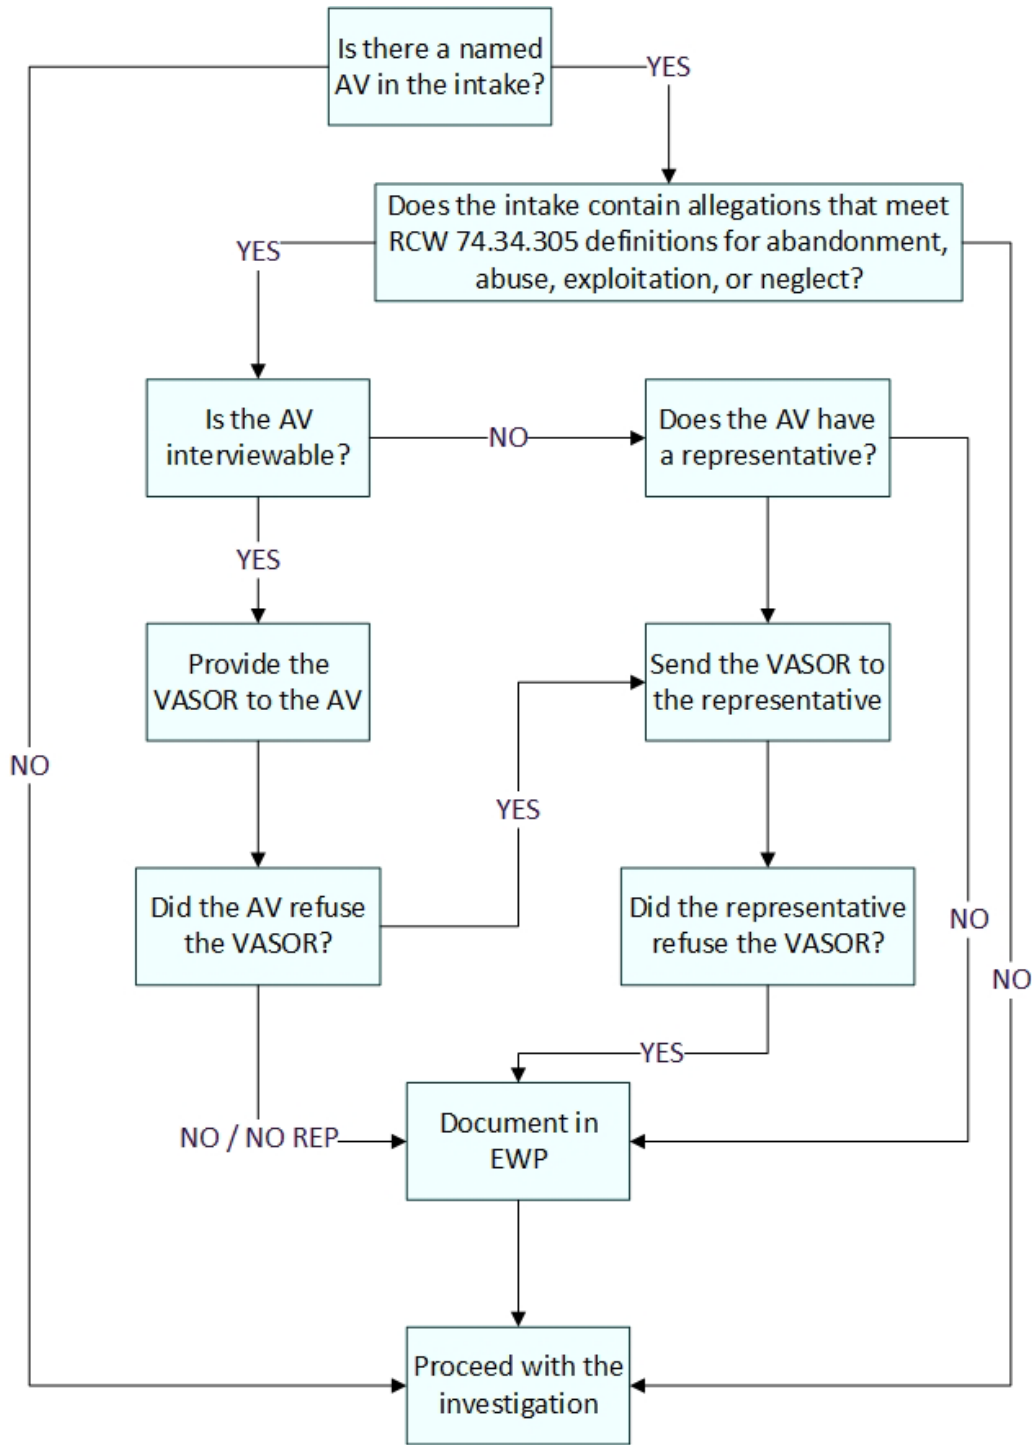 Is there a named
AV in the intake?
YES
Does the intake contain allegations that meet
RCW 74.34.305 definitions for abandonment,
abuse, exploitation, or neglect?
YES
Is the AV
interviewable?
NO
Does the AV have
a representative?
YES
Provide the
VASOR to the AV
Send the VASOR to
the representative
NO
YES
Did the AV refuse
the VASOR?
Did the representative
refuse the VASOR?
NO
NO
YES
NO / NO REP
Document in
EWP
Proceed with the
investigation